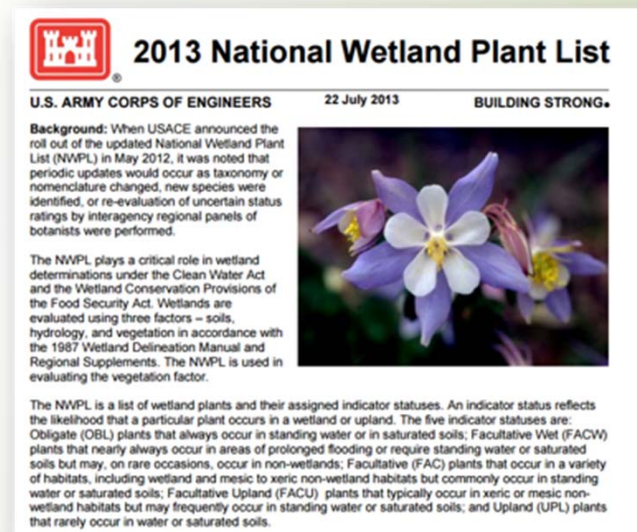 2013 National Wetland Plant List
®
U.S. ARMY CORPS OF ENGINEERS 22 July 2013 BUILDING STRONG®
Background: When USACE announced the
roll out of the updated National Wetland Plant
List (NWPL) in May 2012, it was noted that
periodic updates would occur as taxonomy or
nomenclature changed, new species were
identified, or re-evaluation of uncertain status
ratings by interagency regional panels of
botanists were performed.
The NWPL plays a critical role in wetland
determinations under the Clean Water Act
and the Wetland Conservation Provisions of
the Food Security Act. Wetlands are
evaluated using three factors – soils,
hydrology, and vegetation in accordance with
the 1987 Wetland Delineation Manual and
Regional Supplements. The NWPL is used in
evaluating the vegetation factor.
The NWPL is a list of wetland plants and their assigned indicator statuses. An indicator status reflects
the likelihood that a particular plant occurs in a wetland or upland. The five indicator statuses are:
Obligate (OBL) plants that always occur in standing water or in saturated soils; Facultative Wet (FACW)
plants that nearly always occur in areas of prolonged flooding or require standing water or saturated
soils but may, on rare occasions, occur in non-wetlands; Facultative (FAC) plants that occur in a variety
of habitats, including wetland and mesic to xeric non-wetland habitats but commonly occur in standing
water or saturated soils; Facultative Upland (FACU) plants that typically occur in xeric or mesic non-
wetland habitats but may frequently occur in standing water or saturated soils; and Upland (UPL) plants
that rarely occur in water or saturated soils.